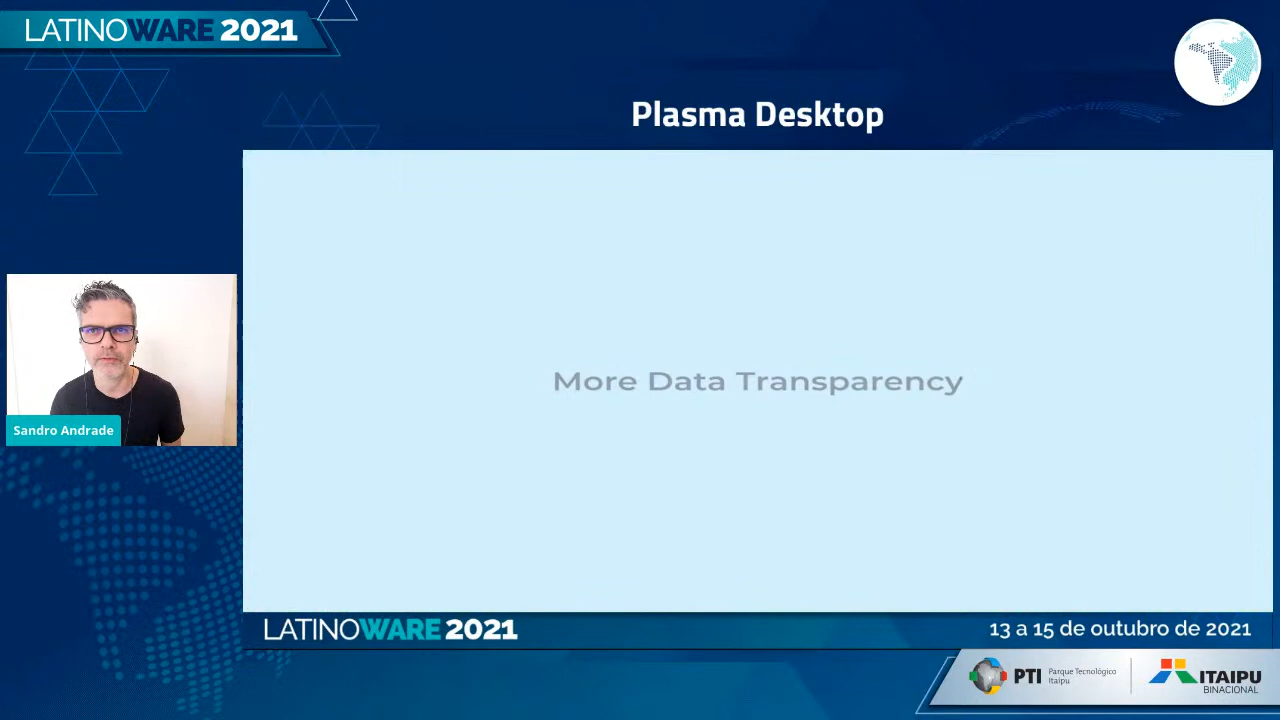 LATINOWARE 2021
Plasma Desktop
More Data Transparency
Sandro Andrade
LATINOWARE 2021
13 a 15 de outubro de 2021
PTI
Parque Tecnológico
Itaipu
ITAIPU
BINACIONAL